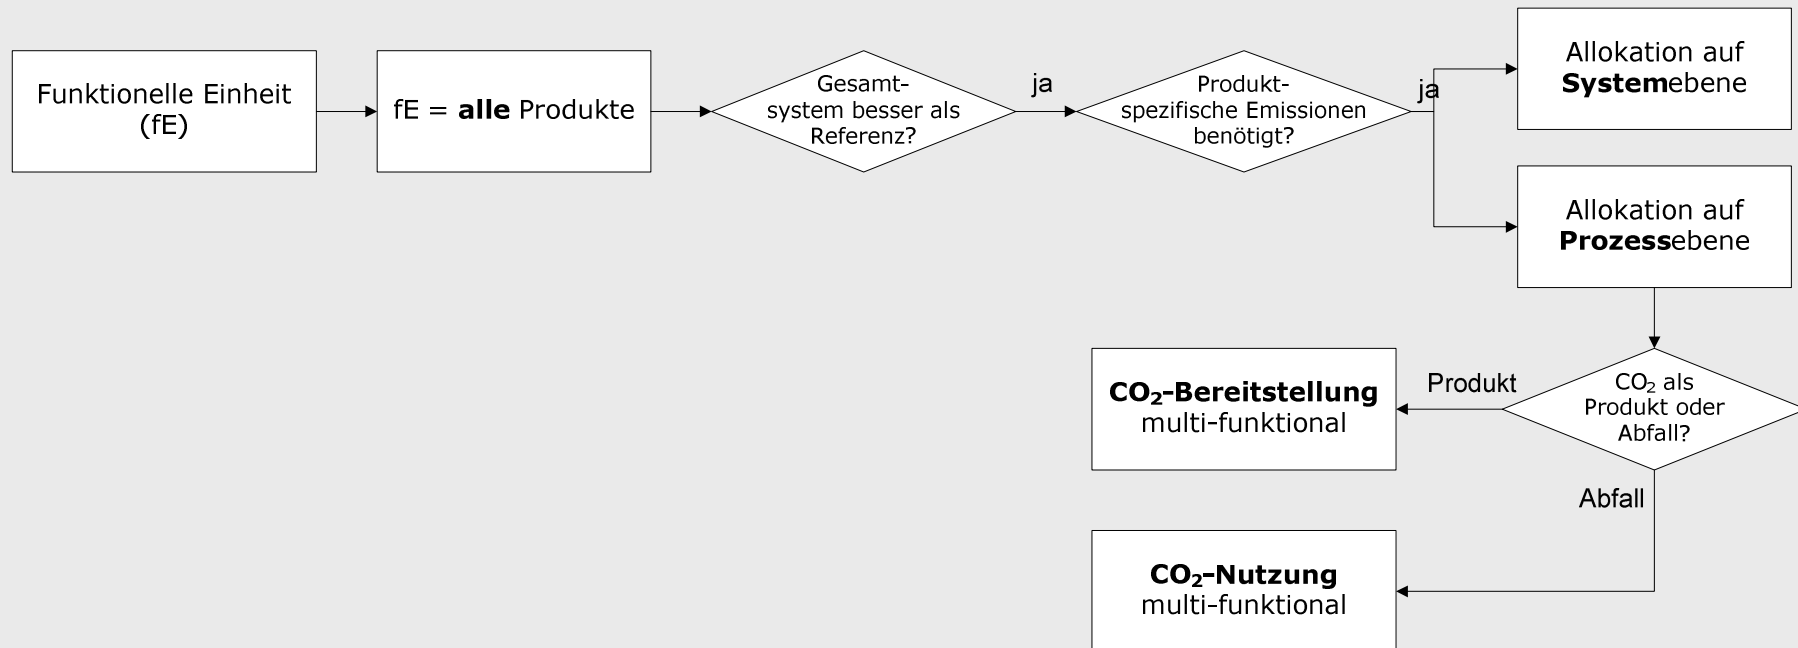 Funktionelle Einheit
(fE)
fE = alle Produkte
Gesamt-
system besser als
Referenz?
ja
Produkt-
spezifische Emissionen
benötigt?
ja
Allokation auf
Systemebene
Allokation auf
Prozessebene
CO₂ als
Produkt oder
Abfall?
Produkt
CO₂-Bereitstellung
multi-funktional
Abfall
CO₂-Nutzung
multi-funktional